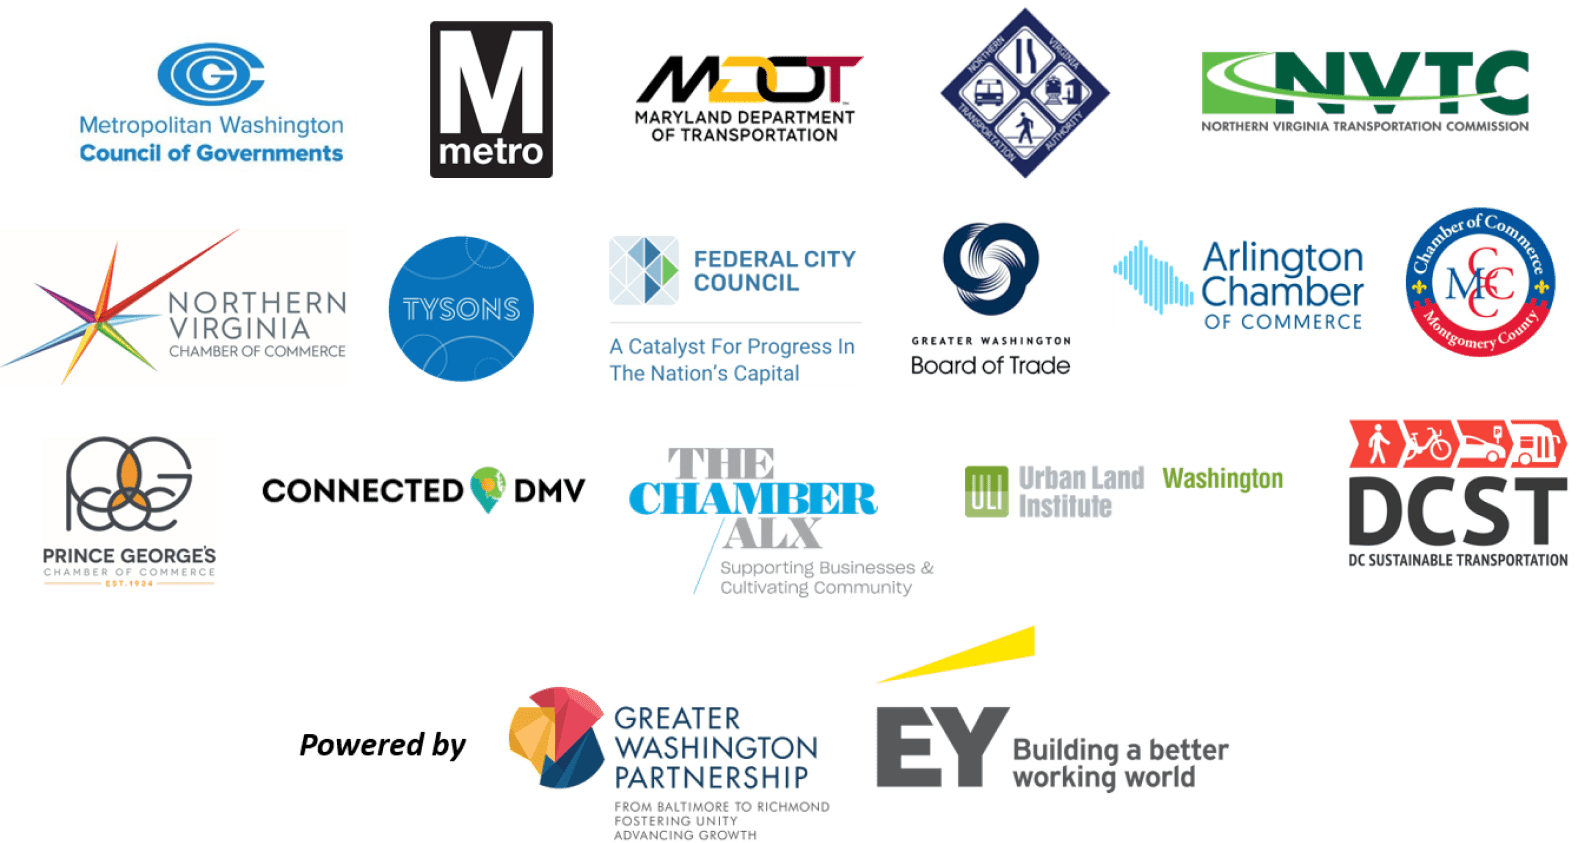 Metropolitan Washington
Council of Governments
M
metro
MDOT
MARYLAND DEPARTMENT
OF TRANSPORTATION
NORTHERN
VIRGINIA
TRANSPORTATION
AUTHORITY
NVTC
NORTHERN VIRGINIA TRANSPORTATION COMMISSION
NORTHERN
VIRGINIA
CHAMBER OF COMMERCE
TYSONS
FEDERAL CITY
COUNCIL
A Catalyst For Progress In
The Nation's Capital
GREATER WASHINGTON
Board of Trade
Arlington
Chamber
OF COMMERCE
Chamber of Commerce
MCCC
Montgomery County
PGCOC
PRINCE GEORGE'S
CHAMBER OF COMMERCE
EST. 1924
CONNECTED DMV
THE
CHAMBER
ALX
Supporting Businesses &
Cultivating Community
ULI
Urban Land
Institute
Washington
DCST
DC SUSTAINABLE TRANSPORTATION
Powered by
GREATER
WASHINGTON
PARTNERSHIP
FROM BALTIMORE TO RICHMOND
FOSTERING UNITY
ADVANCING GROWTH
EY
Building a better
working world